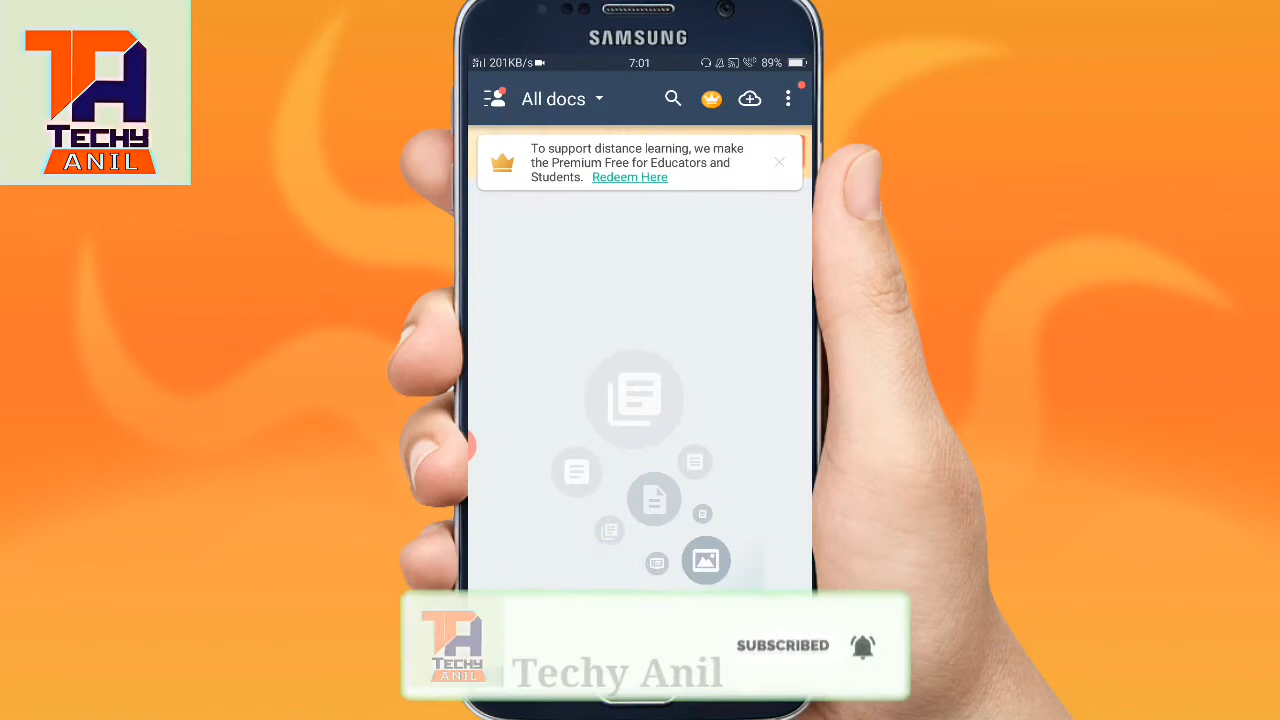 TECHY
ANIL
SAMSUNG
201KB/s
7:01
89%
All docs
To support distance learning, we make
the Premium Free for Educators and
Students. Redeem Here
TECHY
ANIL
Techy Anil
SUBSCRIBED